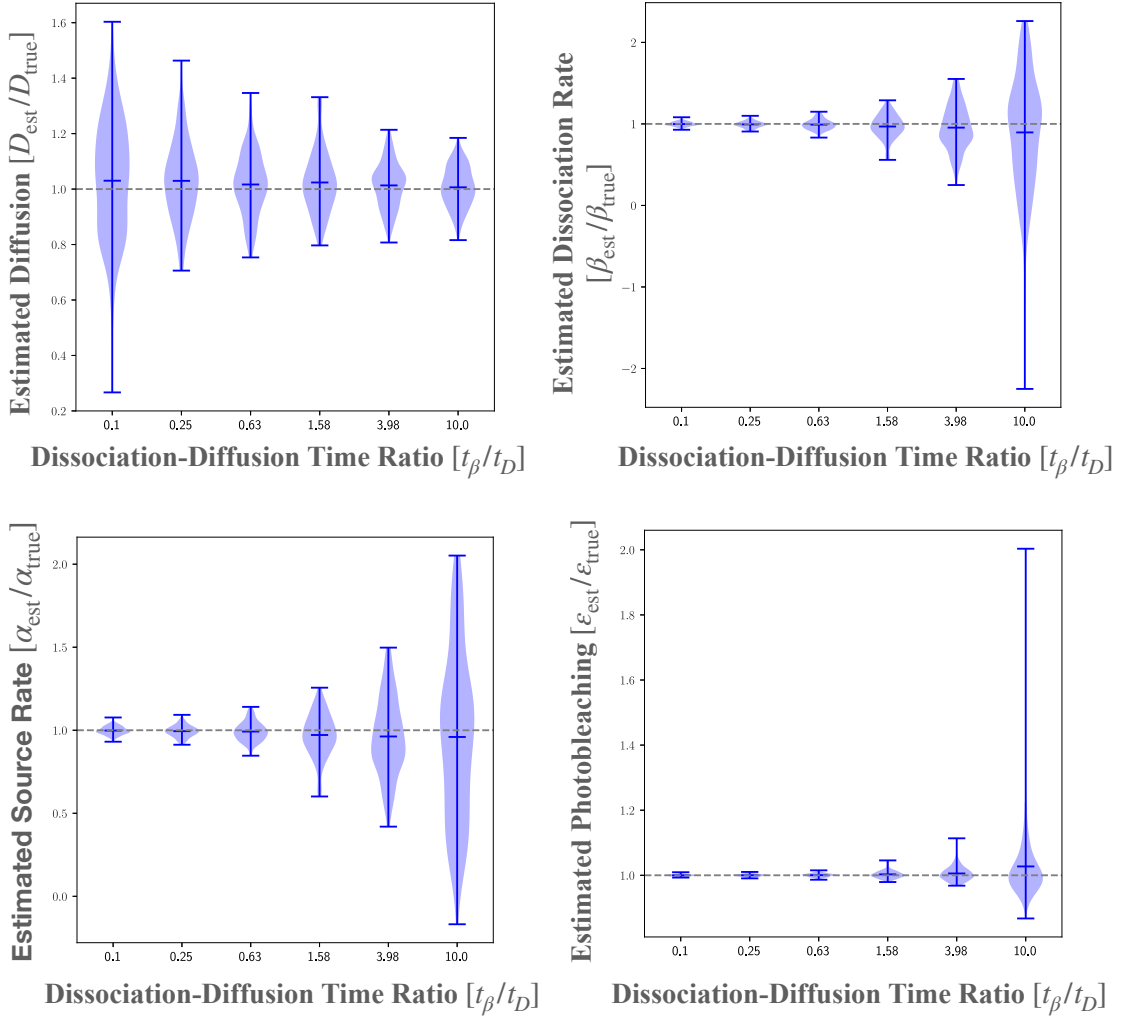 Estimated Diffusion [D_est/D_true]
1.6
1.4
1.2
1.0
0.8
0.6
0.4
0.2
0.1 0.25 0.63 1.58 3.98 10.0
Dissociation-Diffusion Time Ratio [t_β/t_D]
Estimated Dissociation Rate
[β_est/β_true]
2
1
0
−1
−2
0.1 0.25 0.63 1.58 3.98 10.0
Dissociation-Diffusion Time Ratio [t_β/t_D]
Estimated Source Rate [α_est/α_true]
2.0
1.5
1.0
0.5
0.0
0.1 0.25 0.63 1.58 3.98 10.0
Dissociation-Diffusion Time Ratio [t_β/t_D]
Estimated Photobleaching [ε_est/ε_true]
2.0
1.8
1.6
1.4
1.2
1.0
0.1 0.25 0.63 1.58 3.98 10.0
Dissociation-Diffusion Time Ratio [t_β/t_D]